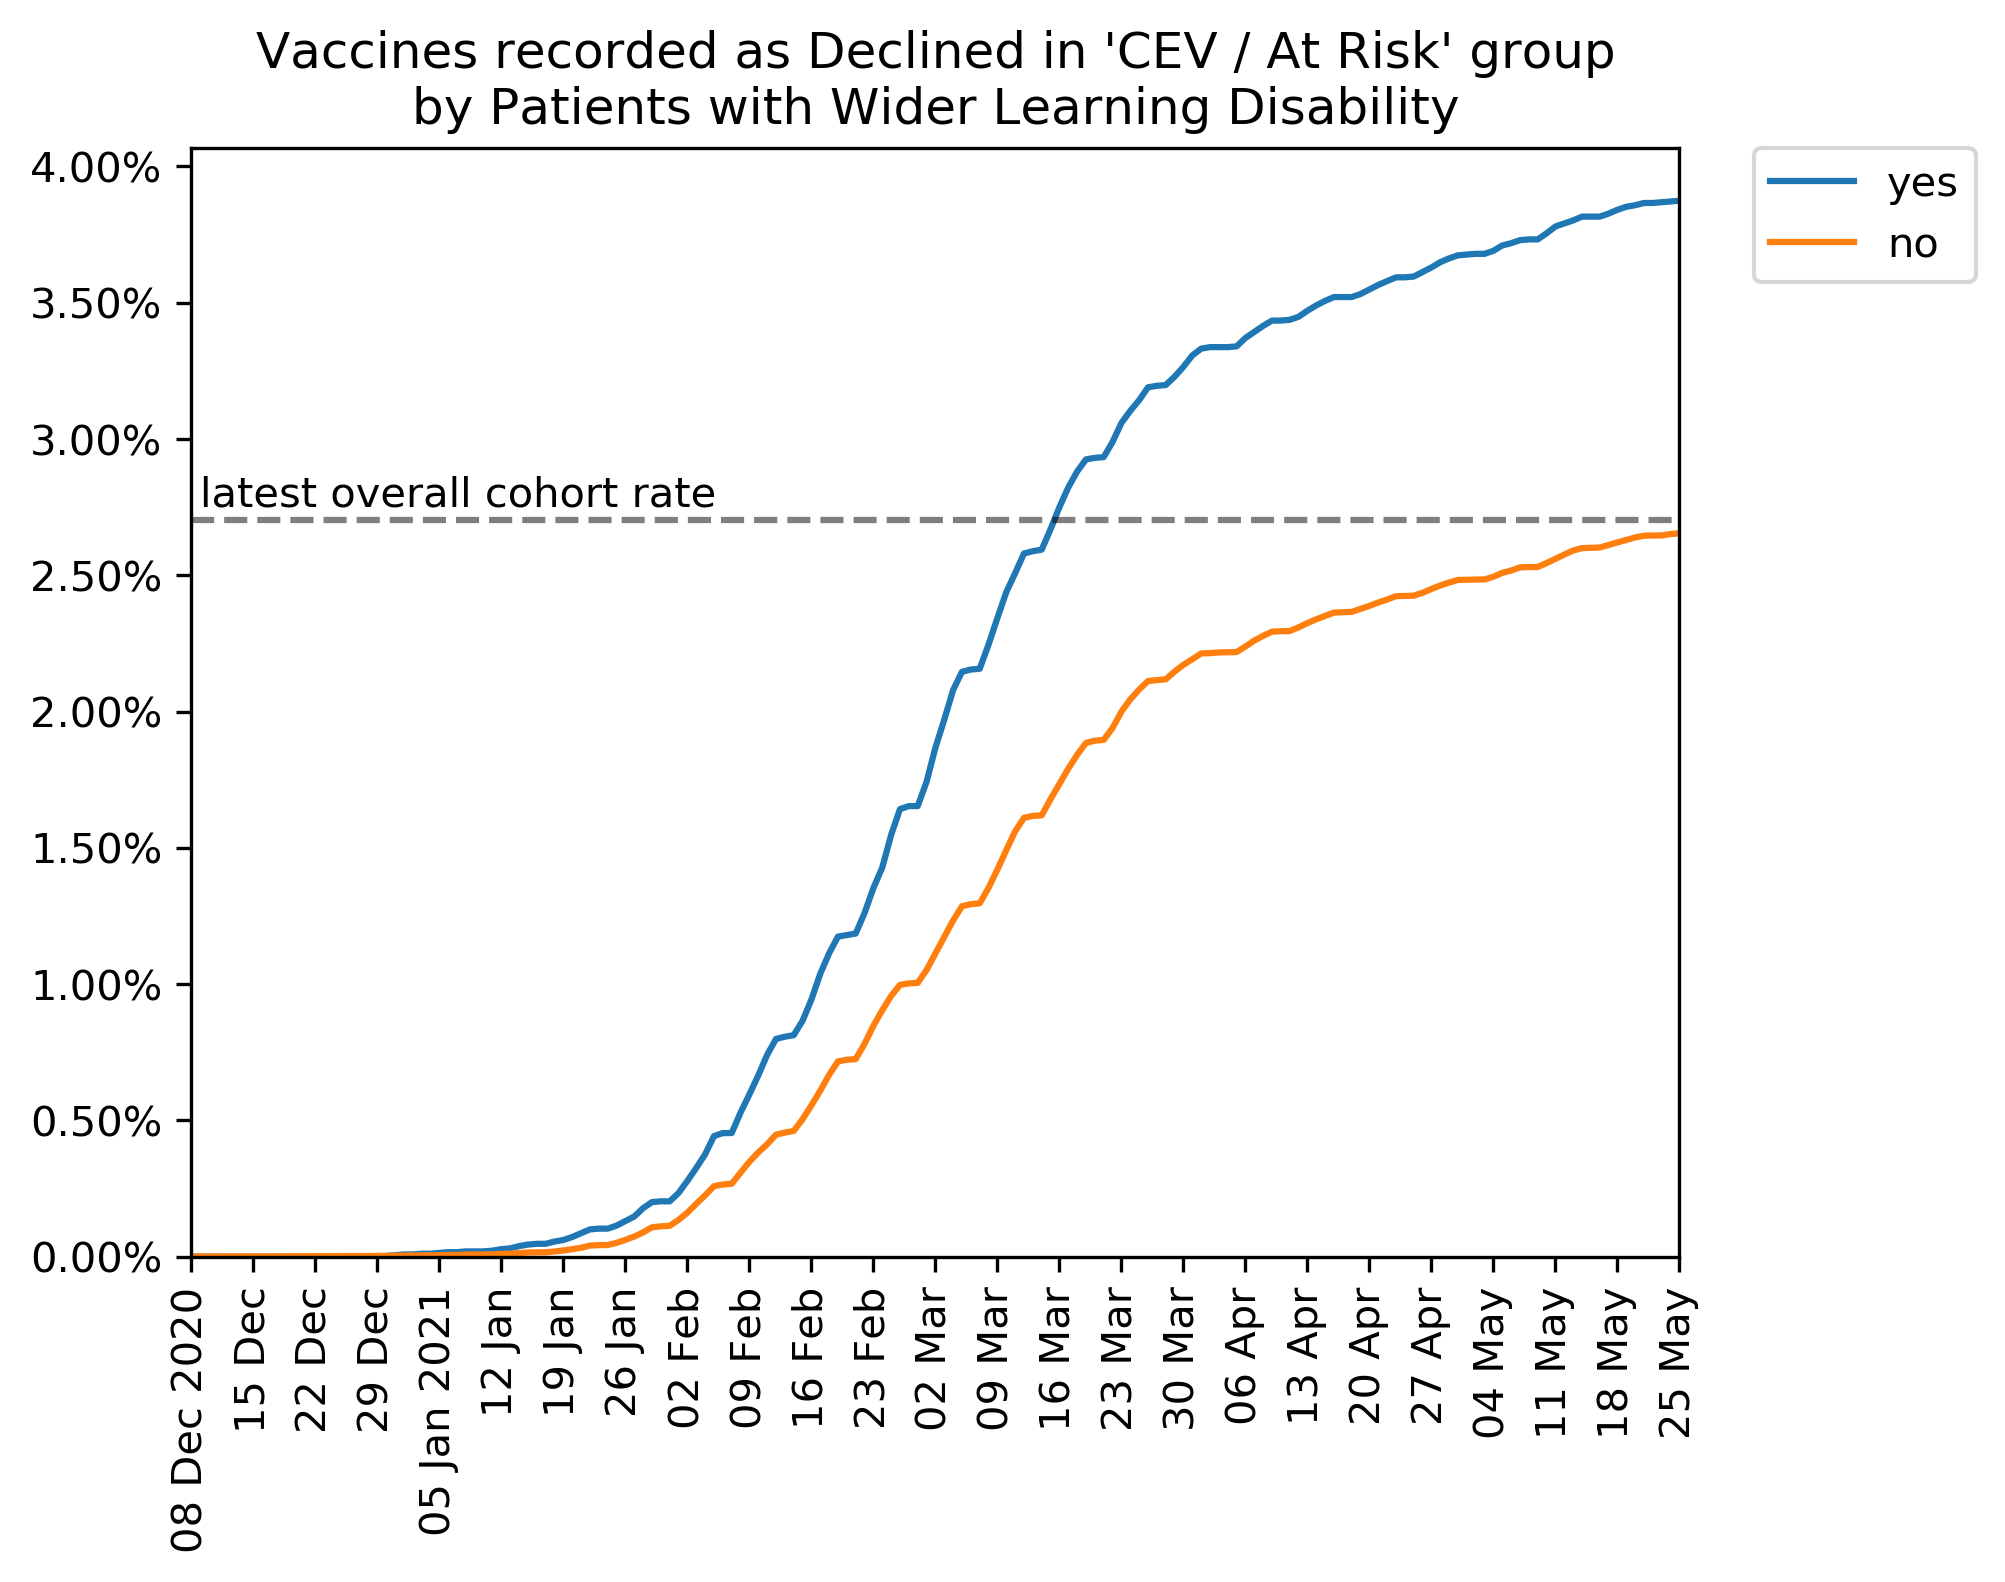 Vaccines recorded as Declined in 'CEV / At Risk' group
by Patients with Wider Learning Disability
4.00%
3.50%
3.00%
2.50%
2.00%
1.50%
1.00%
0.50%
0.00%
latest overall cohort rate
yes
no
08 Dec 2020
15 Dec
22 Dec
29 Dec
05 Jan 2021
12 Jan
19 Jan
26 Jan
02 Feb
09 Feb
16 Feb
23 Feb
02 Mar
09 Mar
16 Mar
23 Mar
30 Mar
06 Apr
13 Apr
20 Apr
27 Apr
04 May
11 May
18 May
25 May